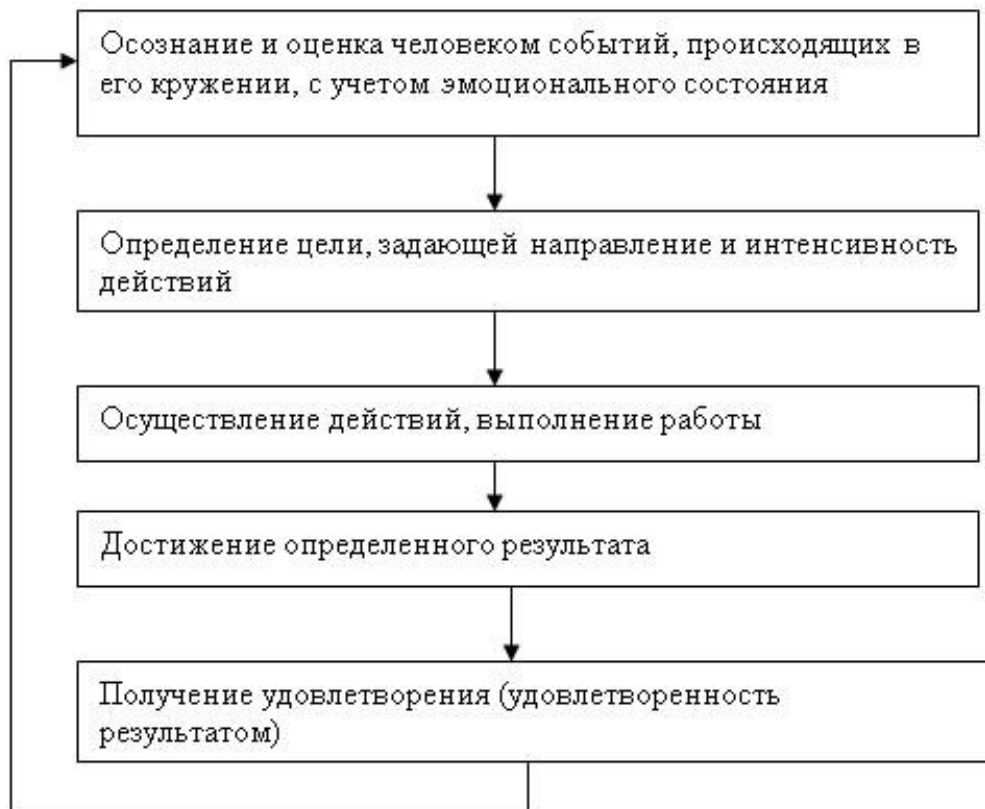 Осознание и оценка человеком событий, происходящих в
его кружении, с учетом эмоционального состояния
Определение цели, задающей направление и интенсивность
действий
Осуществление действий, выполнение работы
Достижение определенного результата
Получение удовлетворения (удовлетворенность
результатом)